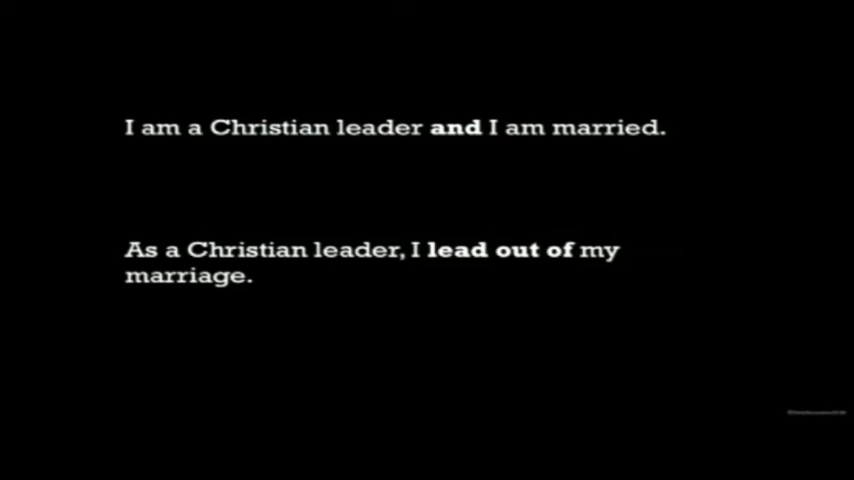 I am a Christian leader and I am married.
As a Christian leader, I lead out of my
marriage.